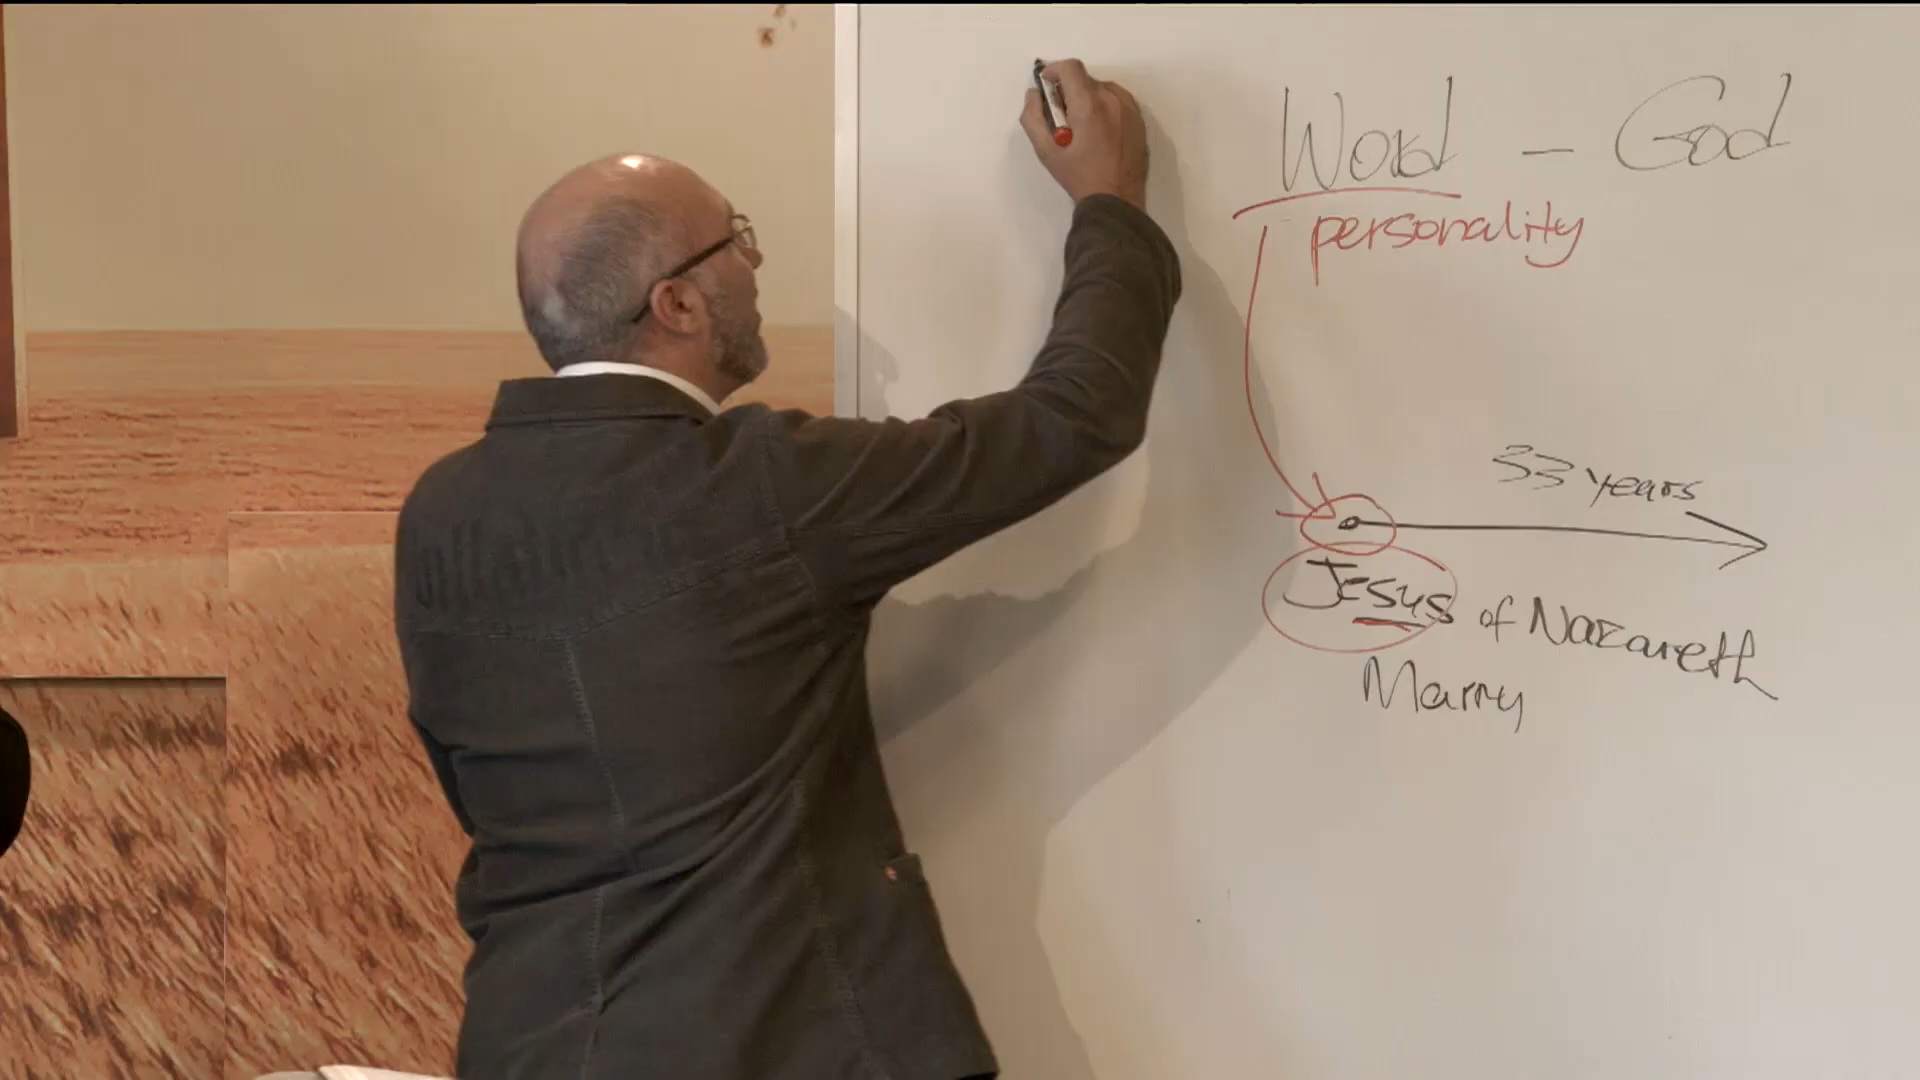 Word - God
personality
33 years
Jesus of Nazareth
Marry